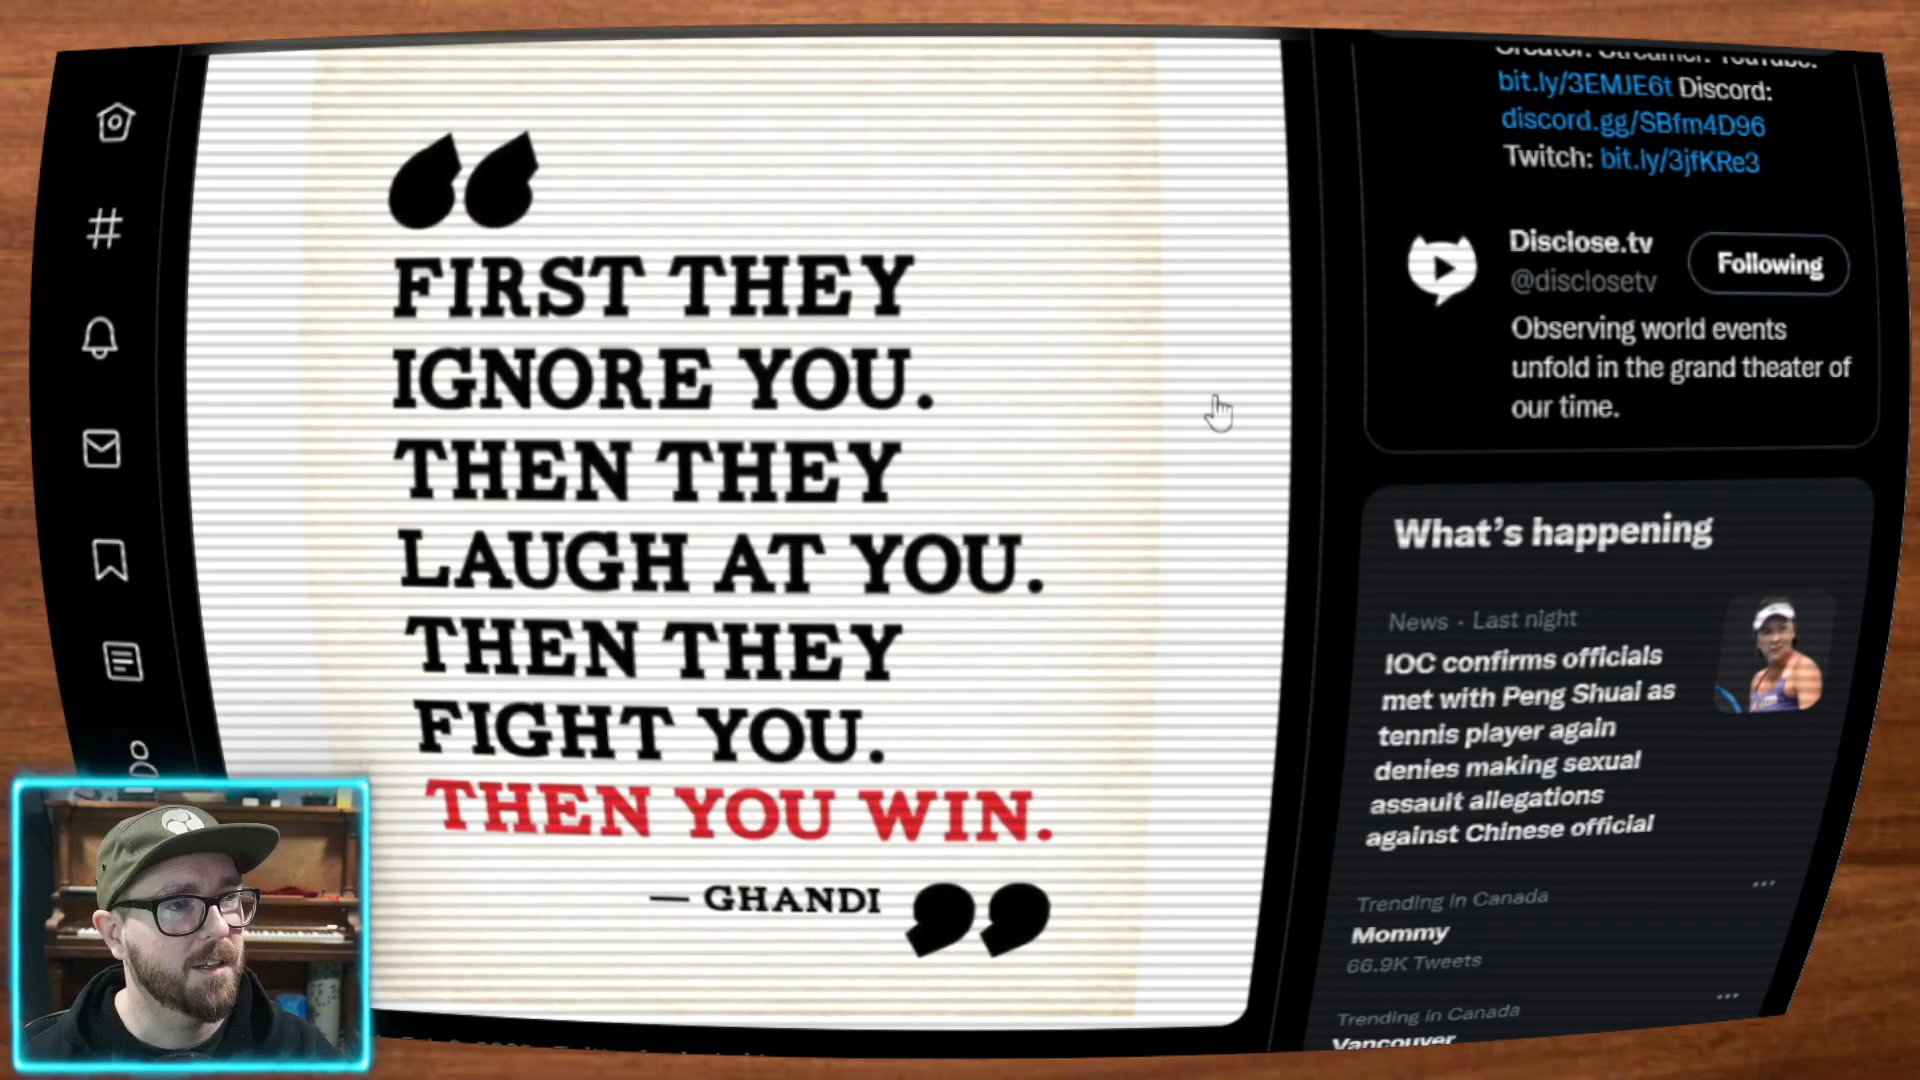 FIRST THEY
IGNORE YOU.
THEN THEY
LAUGH AT YOU.
THEN THEY
FIGHT YOU.
THEN YOU WIN.
— GHANDI
Creator. Streamer. YouTube:
bit.ly/3EMJE6t Discord:
discord.gg/SBfm4D96
Twitch: bit.ly/3jfKRe3
Disclose.tv
@disclosetv
Following
Observing world events
unfold in the grand theater of
our time.
What's happening
News · Last night
IOC confirms officials
met with Peng Shuai as
tennis player again
denies making sexual
assault allegations
against Chinese official
Trending in Canada
Mommy
66.9K Tweets
Trending in Canada
Vancouver